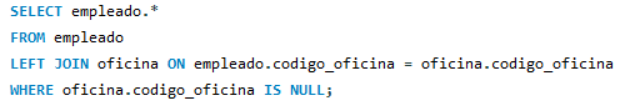 SELECT empleado.*
FROM empleado
LEFT JOIN oficina ON empleado.codigo_oficina = oficina.codigo_oficina
WHERE oficina.codigo_oficina IS NULL;